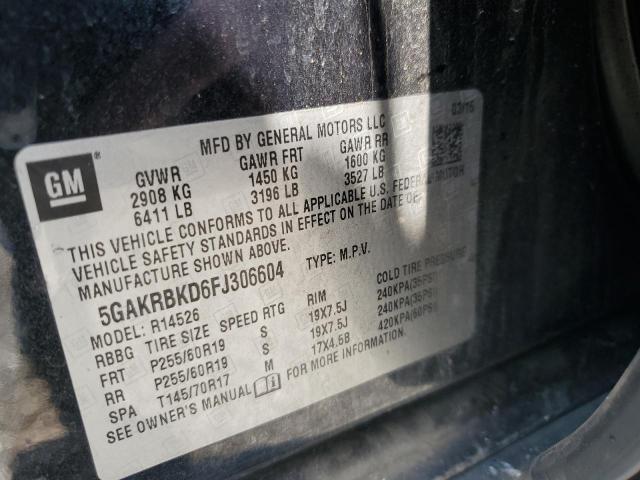 MFD BY GENERAL MOTORS LLC 03/15
GM®
GVWR GAWR FRT GAWR RR
2908 KG 1450 KG 1600 KG
6411 LB 3196 LB 3527 LB
THIS VEHICLE CONFORMS TO ALL APPLICABLE U.S. FEDERAL MOTOR
VEHICLE SAFETY STANDARDS IN EFFECT ON THE DATE OF
MANUFACTURE SHOWN ABOVE.
5GAKRBKD6FJ306604 TYPE: M.P.V.
MODEL: R14526
RBBG TIRE SIZE SPEED RTG RIM COLD TIRE PRESSURE
FRT P255/60R19 S 19X7.5J 240KPA(35PSI)
RR P255/60R19 S 19X7.5J 240KPA(35PSI)
SPA T145/70R17 M 17X4.5B 420KPA(60PSI)
SEE OWNER'S MANUAL